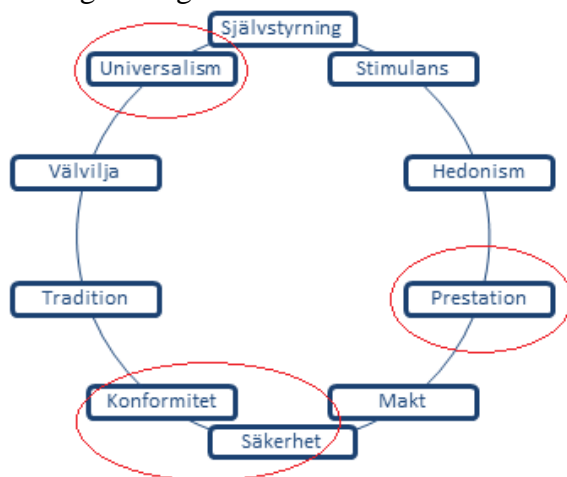 Självstyrning
Universalism
Stimulans
Välvilja
Hedonism
Tradition
Prestation
Konformitet
Makt
Säkerhet